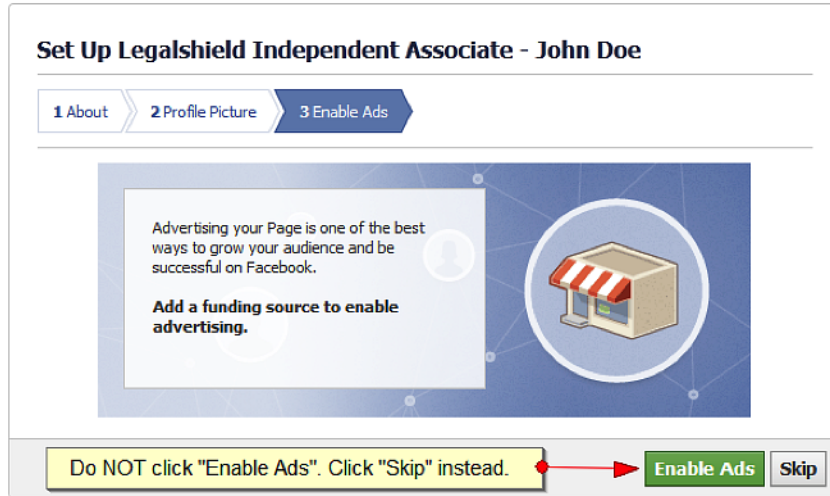 Set Up Legalshield Independent Associate - John Doe
1 About 2 Profile Picture 3 Enable Ads
Advertising your Page is one of the best
ways to grow your audience and be
successful on Facebook.
Add a funding source to enable
advertising.
Do NOT click "Enable Ads". Click "Skip" instead.
Enable Ads Skip